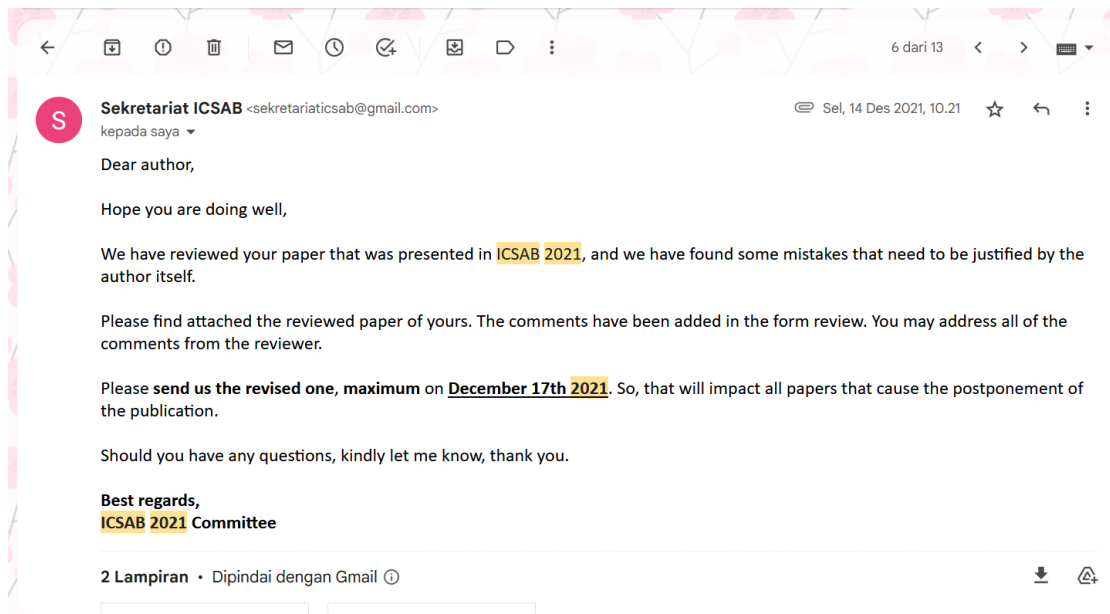 6 dari 13
Sekretariat ICSAB <sekretariaticsab@gmail.com>
Sel, 14 Des 2021, 10.21
S
kepada saya
Dear author,
Hope you are doing well,
We have reviewed your paper that was presented in ICSAB 2021, and we have found some mistakes that need to be justified by the
author itself.
Please find attached the reviewed paper of yours. The comments have been added in the form review. You may address all of the
comments from the reviewer.
Please send us the revised one, maximum on December 17th 2021. So, that will impact all papers that cause the postponement of
the publication.
Should you have any questions, kindly let me know, thank you.
Best regards,
ICSAB 2021 Committee
2 Lampiran • Dipindai dengan Gmail